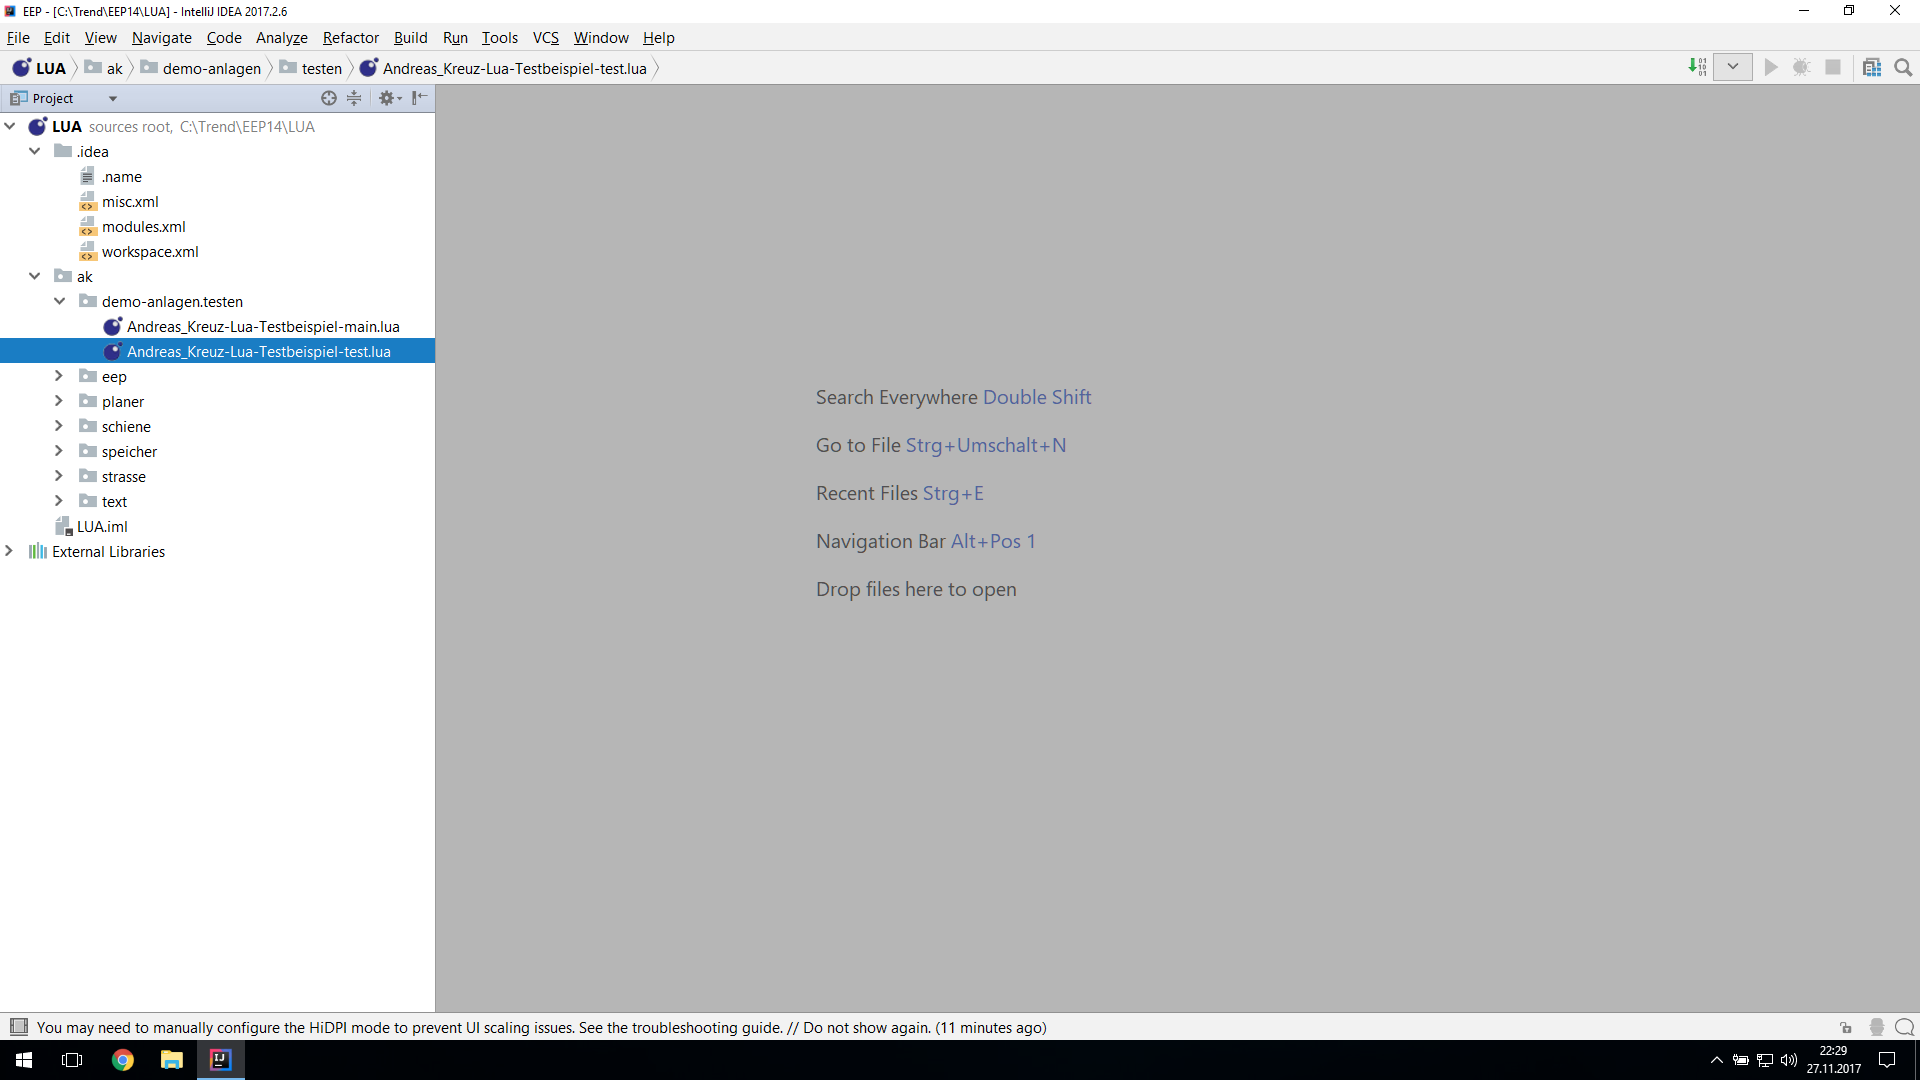 EEP - [C:\Trend\EEP14\LUA] - IntelliJ IDEA 2017.2.6
File Edit View Navigate Code Analyze Refactor Build Run Tools VCS Window Help
LUA ak demo-anlagen testen Andreas_Kreuz-Lua-Testbeispiel-test.lua
Project
LUA sources root, C:\Trend\EEP14\LUA
.idea
.name
misc.xml
modules.xml
workspace.xml
ak
demo-anlagen.testen
Andreas_Kreuz-Lua-Testbeispiel-main.lua
Andreas_Kreuz-Lua-Testbeispiel-test.lua
eep
planer
schiene
speicher
strasse
text
LUA.iml
External Libraries
Search Everywhere Double Shift
Go to File Strg+Umschalt+N
Recent Files Strg+E
Navigation Bar Alt+Pos 1
Drop files here to open
You may need to manually configure the HiDPI mode to prevent UI scaling issues. See the troubleshooting guide. // Do not show again. (11 minutes ago)
22:29
27.11.2017